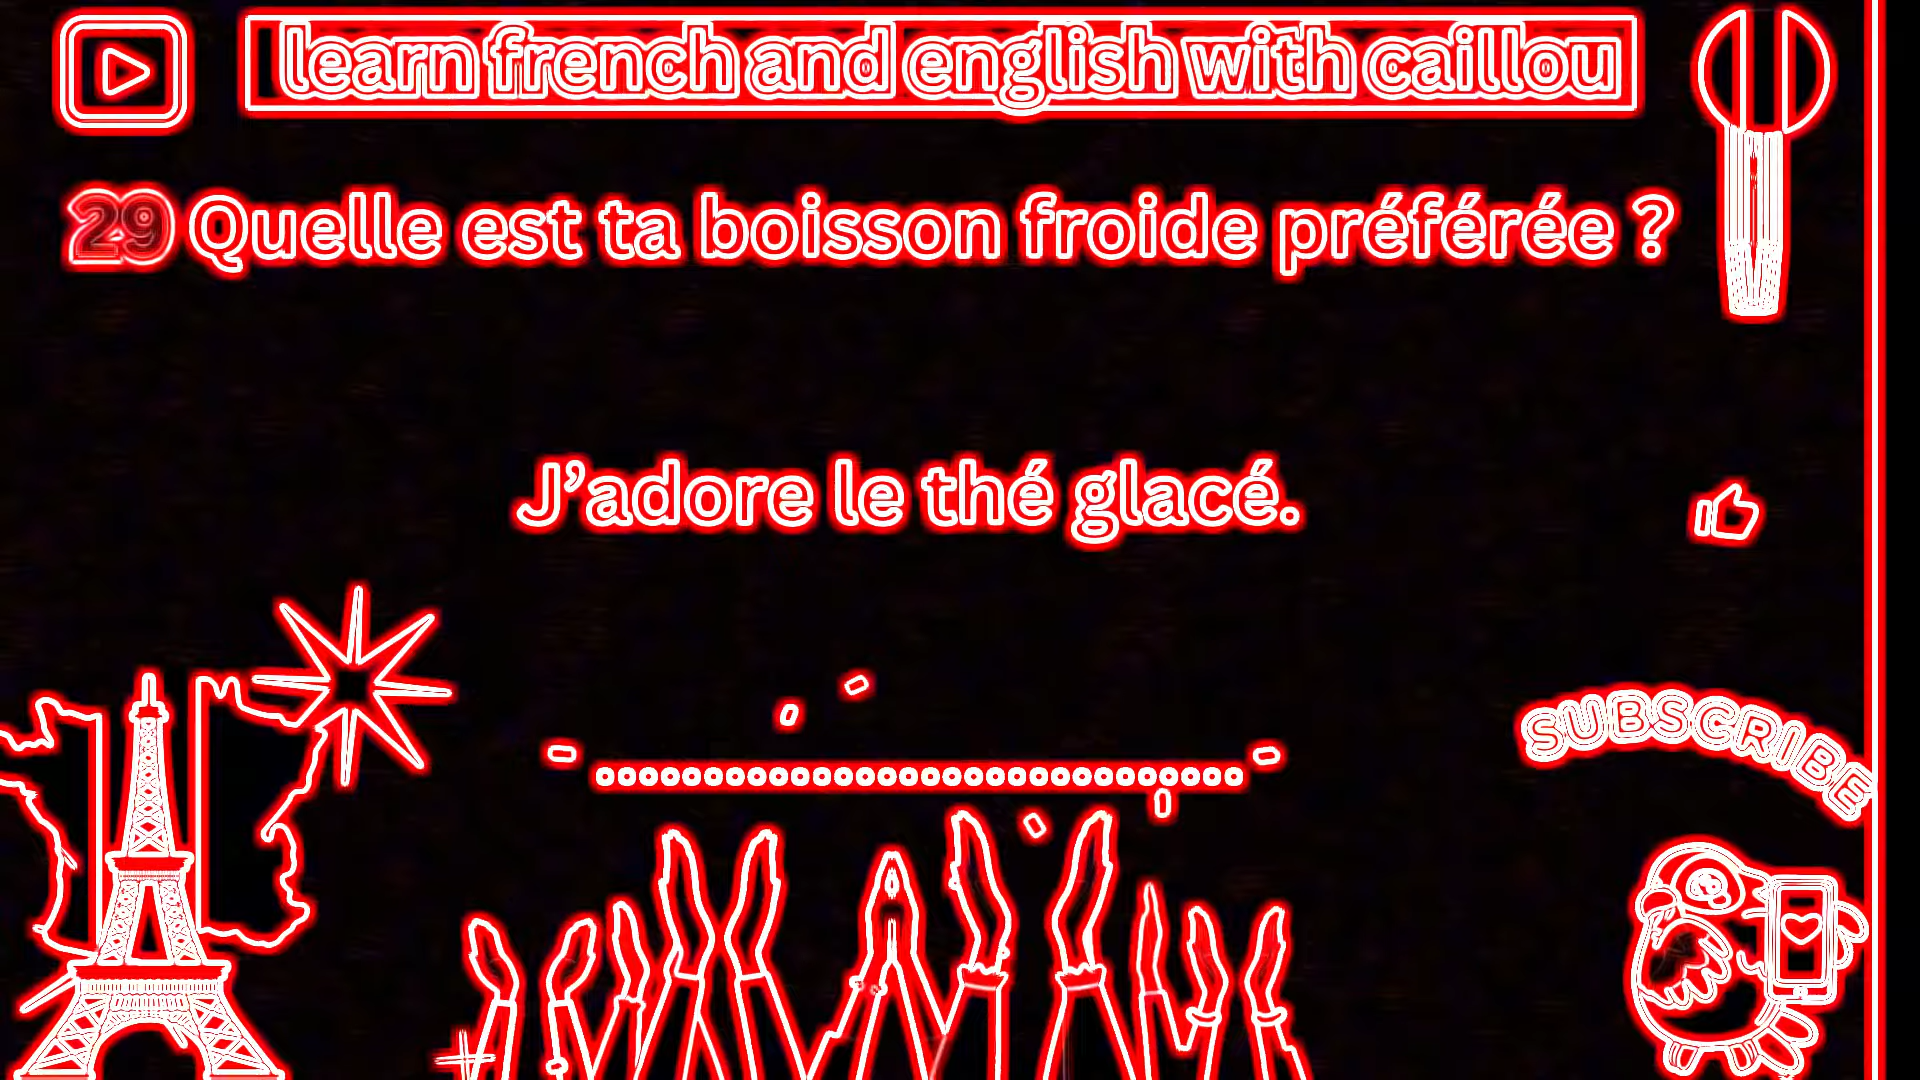 learn french and english with caillou
29 Quelle est ta boisson froide préférée ?
J’adore le thé glacé.
SUBSCRIBE